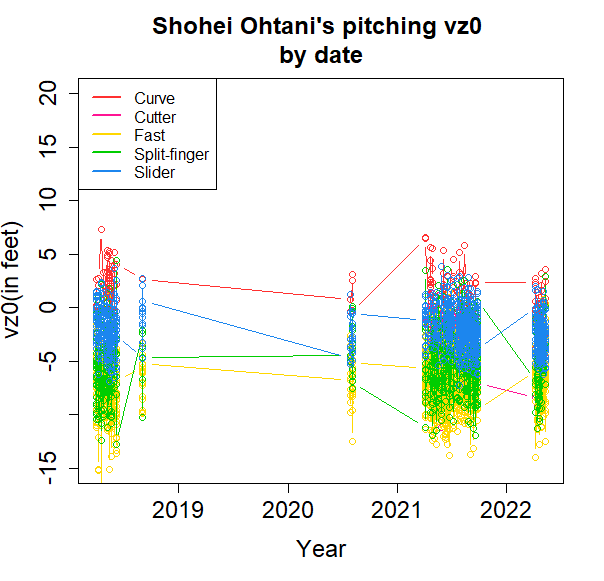 Shohei Ohtani's pitching vz0
by date
vz0(in feet)
20
15
10
5
0
-5
-15
Curve
Cutter
Fast
Split-finger
Slider
2019
2020
2021
2022
Year